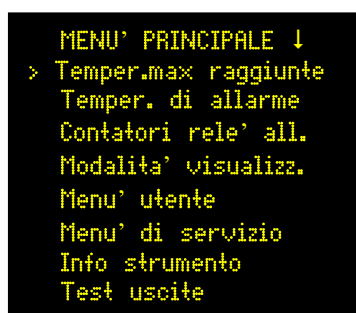 MENU' PRINCIPALE ↓
> Temper.max raggiunte
Temper. di allarme
Contatori rele' all.
Modalita' visualizz.
Menu' utente
Menu' di servizio
Info strumento
Test uscite